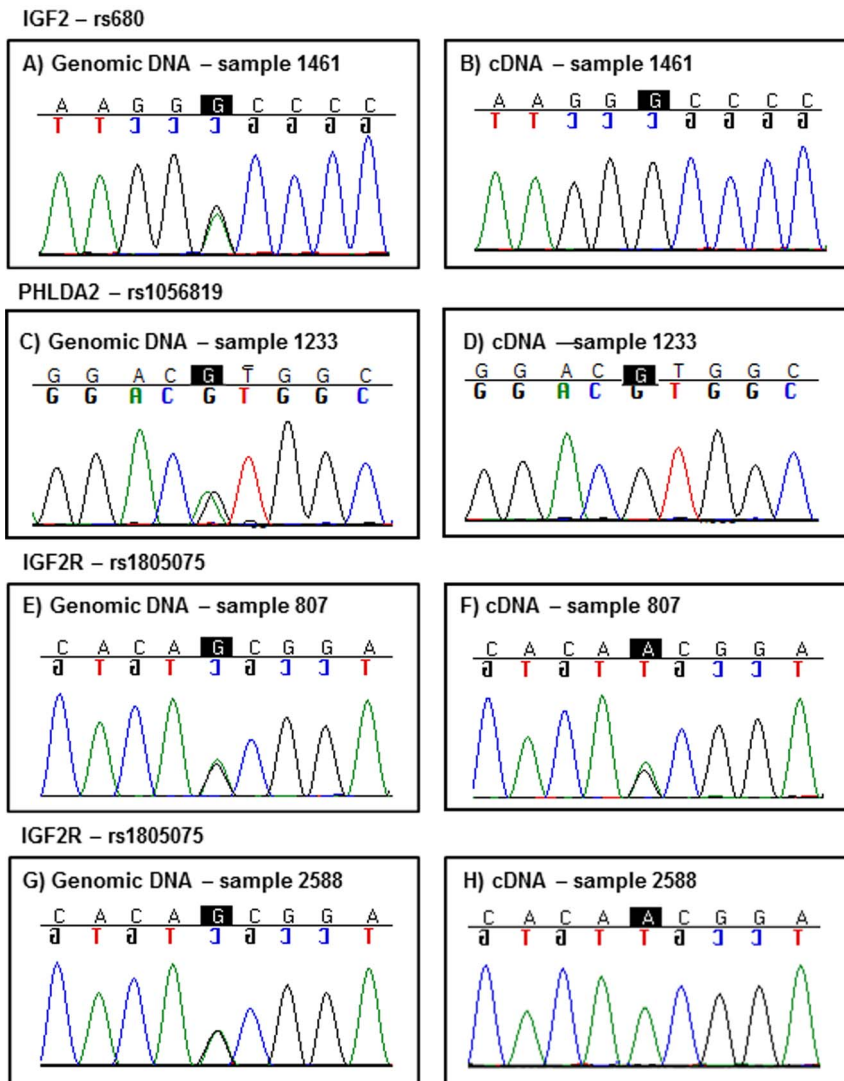 IGF2 – rs680
A) Genomic DNA – sample 1461
A A G G G C C C C
T T C C C G G G G
B) cDNA – sample 1461
A A G G G C C C C
T T C C C G G G G
PHLDA2 – rs1056819
C) Genomic DNA – sample 1233
G G A C G T G G C
G G A C G T G G C
D) cDNA —sample 1233
G G A C G T G G C
G G A C G T G G C
IGF2R – rs1805075
E) Genomic DNA – sample 807
C A C A G C G G A
G T G T C G C C T
F) cDNA – sample 807
C A C A A C G G A
G T G T T G C C T
IGF2R – rs1805075
G) Genomic DNA – sample 2588
C A C A G C G G A
G T G T C G C C T
H) cDNA – sample 2588
C A C A A C G G A
G T G T T G C C T